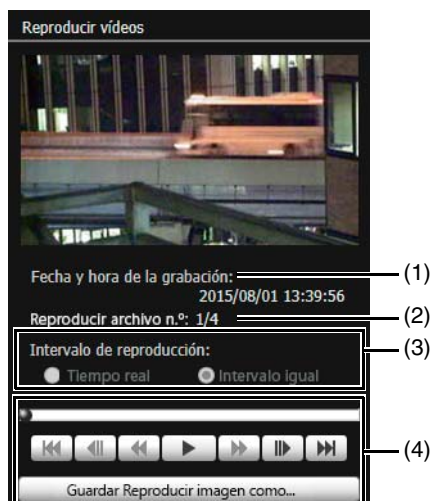 Reproducir vídeos
Fecha y hora de la grabación:
(1)
2015/08/01 13:39:56
Reproducir archivo n.º: 1/4
(2)
Intervalo de reproducción:
(3)
Tiempo real Intervalo igual
(4)
Guardar Reproducir imagen como...